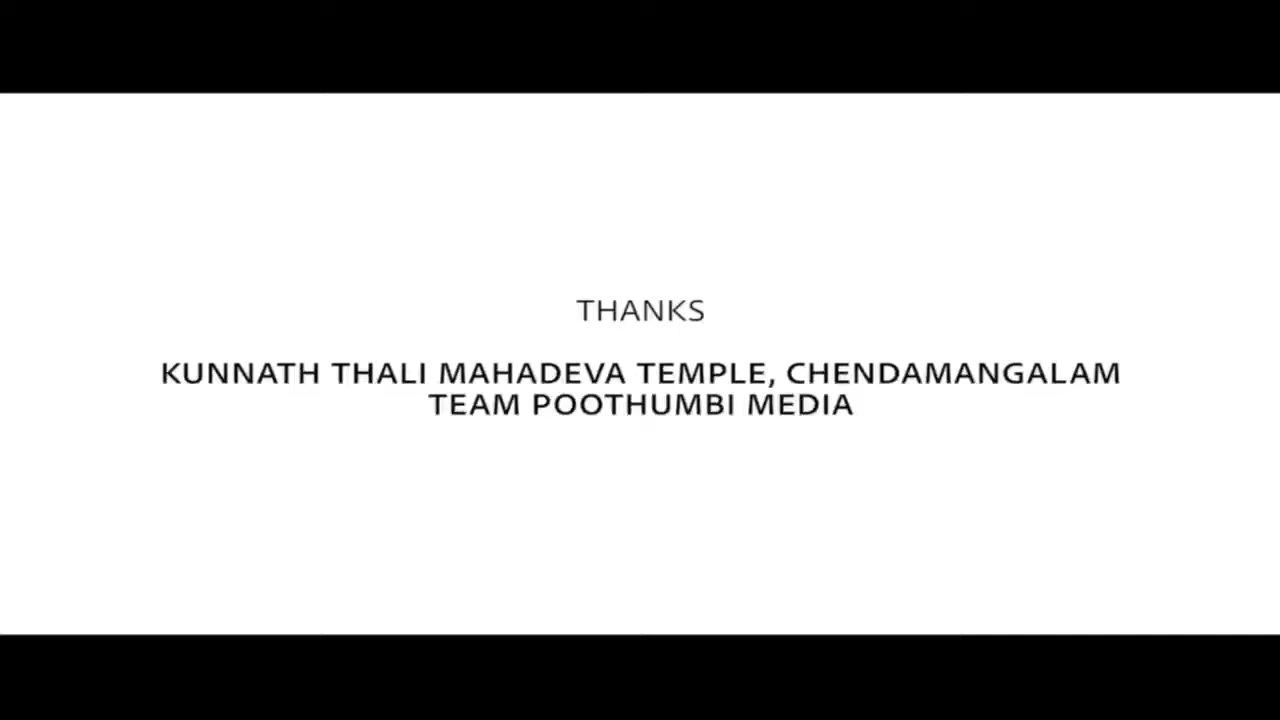 THANKS
KUNNATH THALI MAHADEVA TEMPLE, CHENDAMANGALAM
TEAM POOTHUMBI MEDIA